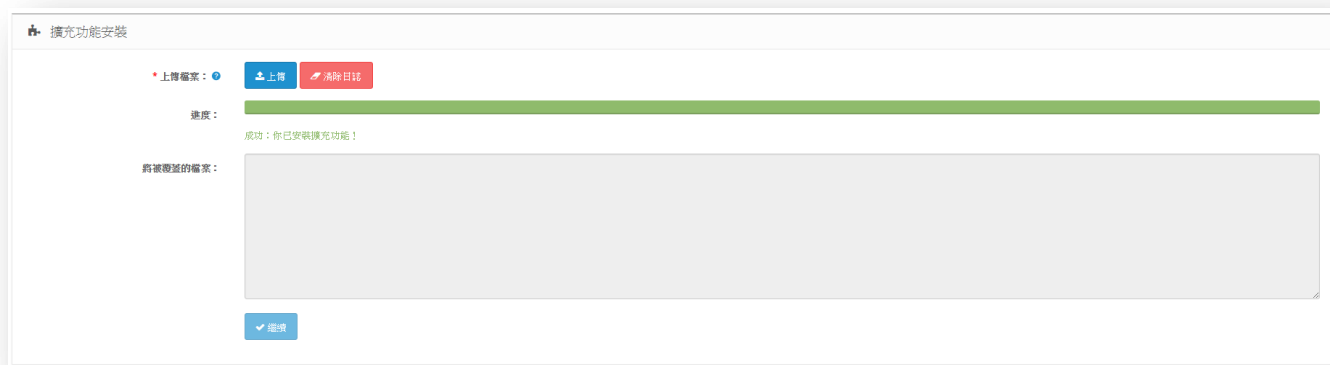 擴充功能安裝
* 上傳檔案： 上傳 清除日誌
進度：
成功：你已安裝擴充功能！
將被覆蓋的檔案：
繼續